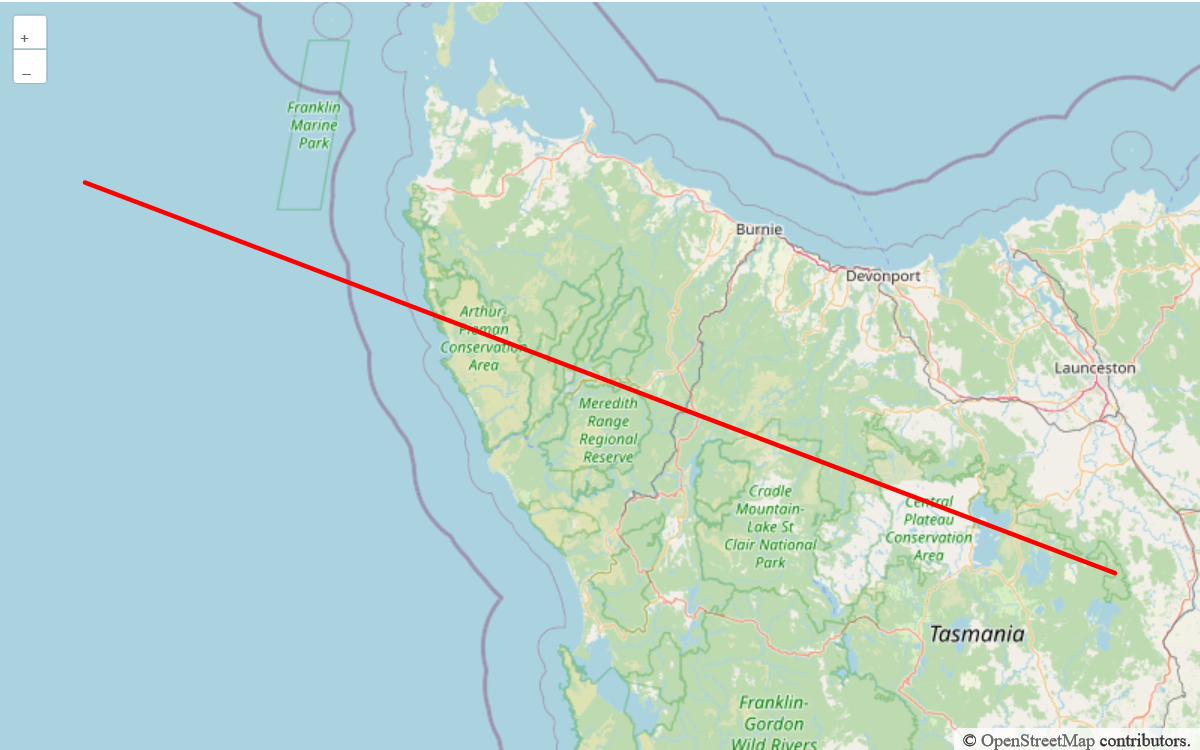 +
–
Franklin
Marine
Park
Burnie
Devonport
Arthur-
Pieman
Conservation
Area
Launceston
Meredith
Range
Regional
Reserve
Cradle
Mountain-
Lake St
Clair National
Park
Central
Plateau
Conservation
Area
Tasmania
Franklin-
Gordon
Wild Rivers
© OpenStreetMap contributors.